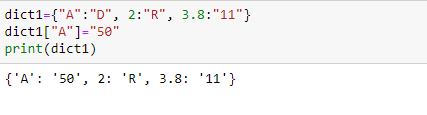 dict1={"A":"D", 2:"R", 3.8:"11"}
dict1["A"]="50"
print(dict1)
{'A': '50', 2: 'R', 3.8: '11'}